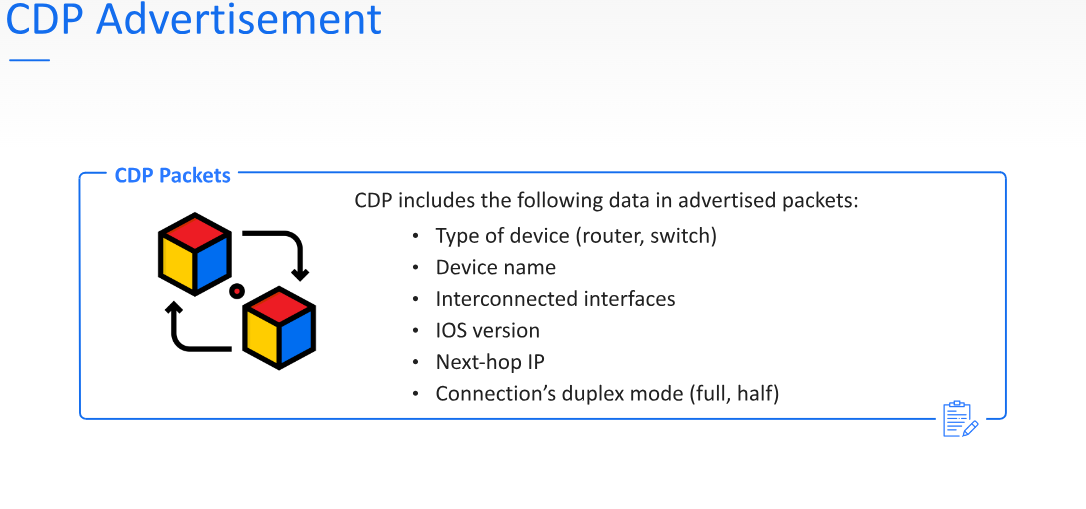 CDP Advertisement
CDP Packets
CDP includes the following data in advertised packets:
• Type of device (router, switch)
• Device name
• Interconnected interfaces
• IOS version
• Next-hop IP
• Connection’s duplex mode (full, half)